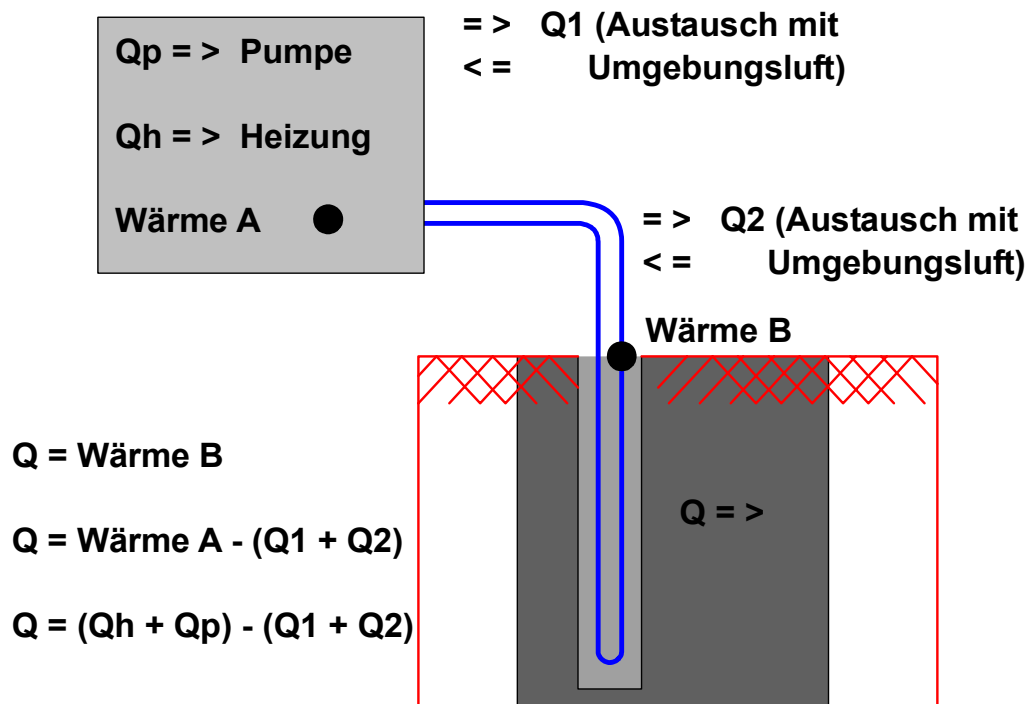 Qp = > Pumpe
Qh = > Heizung
Wärme A
= > Q1 (Austausch mit
< = Umgebungsluft)
= > Q2 (Austausch mit
< = Umgebungsluft)
Wärme B
Q = Wärme B
Q = Wärme A - (Q1 + Q2)
Q = (Qh + Qp) - (Q1 + Q2)
Q = >